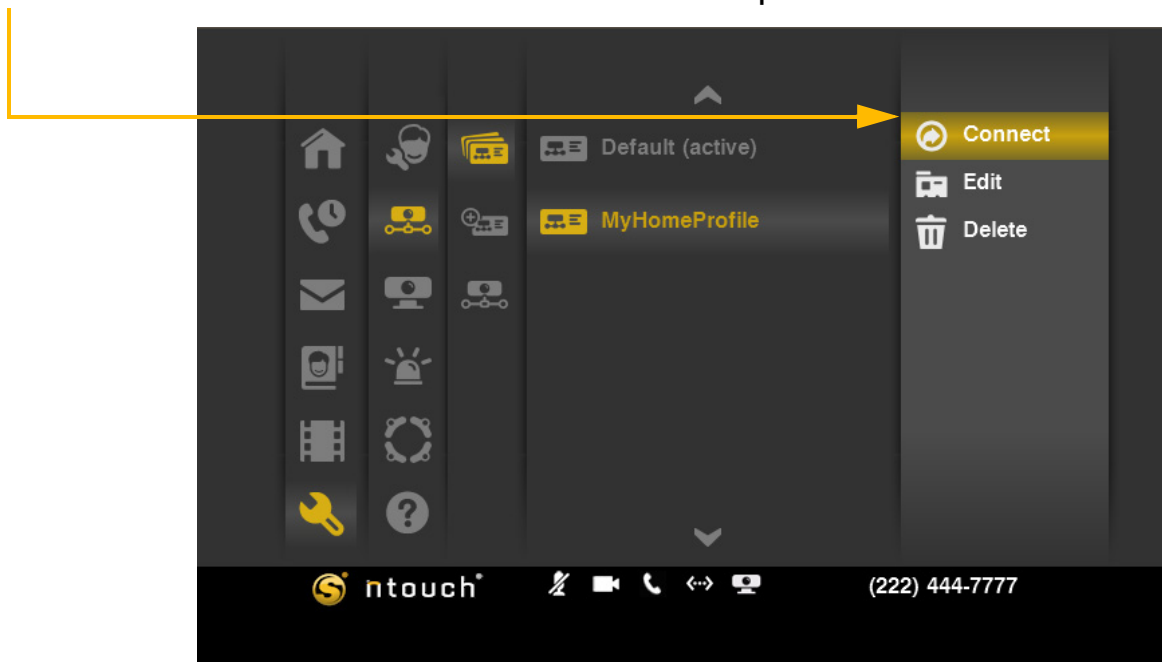 Default (active)
MyHomeProfile
Connect
Edit
Delete
S ntouch
(222) 444-7777